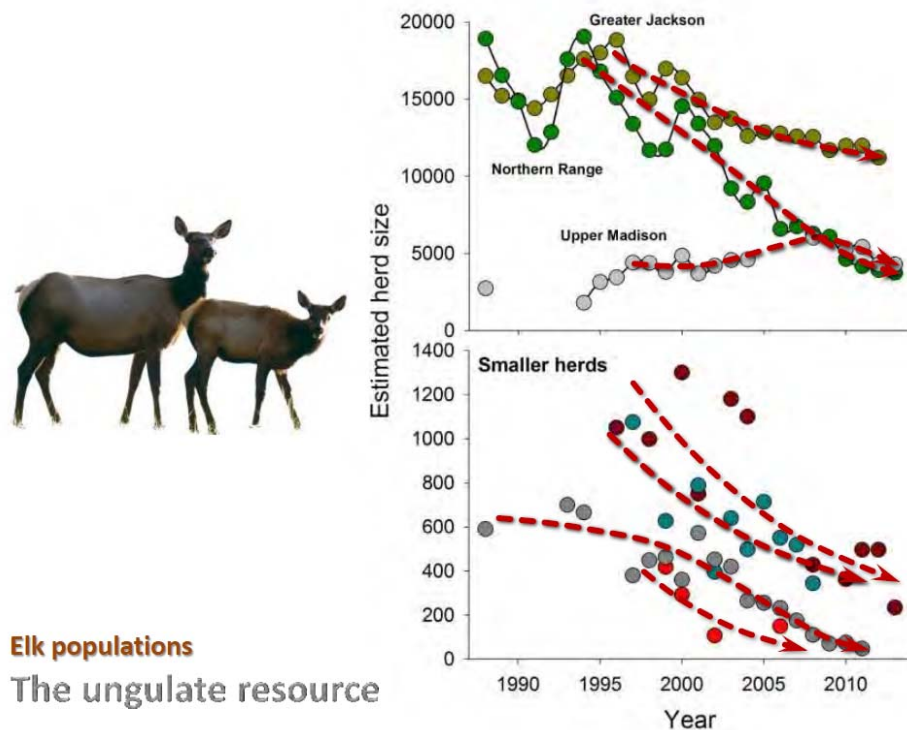 Greater Jackson
Northern Range
Upper Madison
20000
15000
10000
5000
0
Estimated herd size
Smaller herds
1400
1200
1000
800
600
400
200
0
1990
1995
2000
2005
2010
Year
Elk populations
The ungulate resource